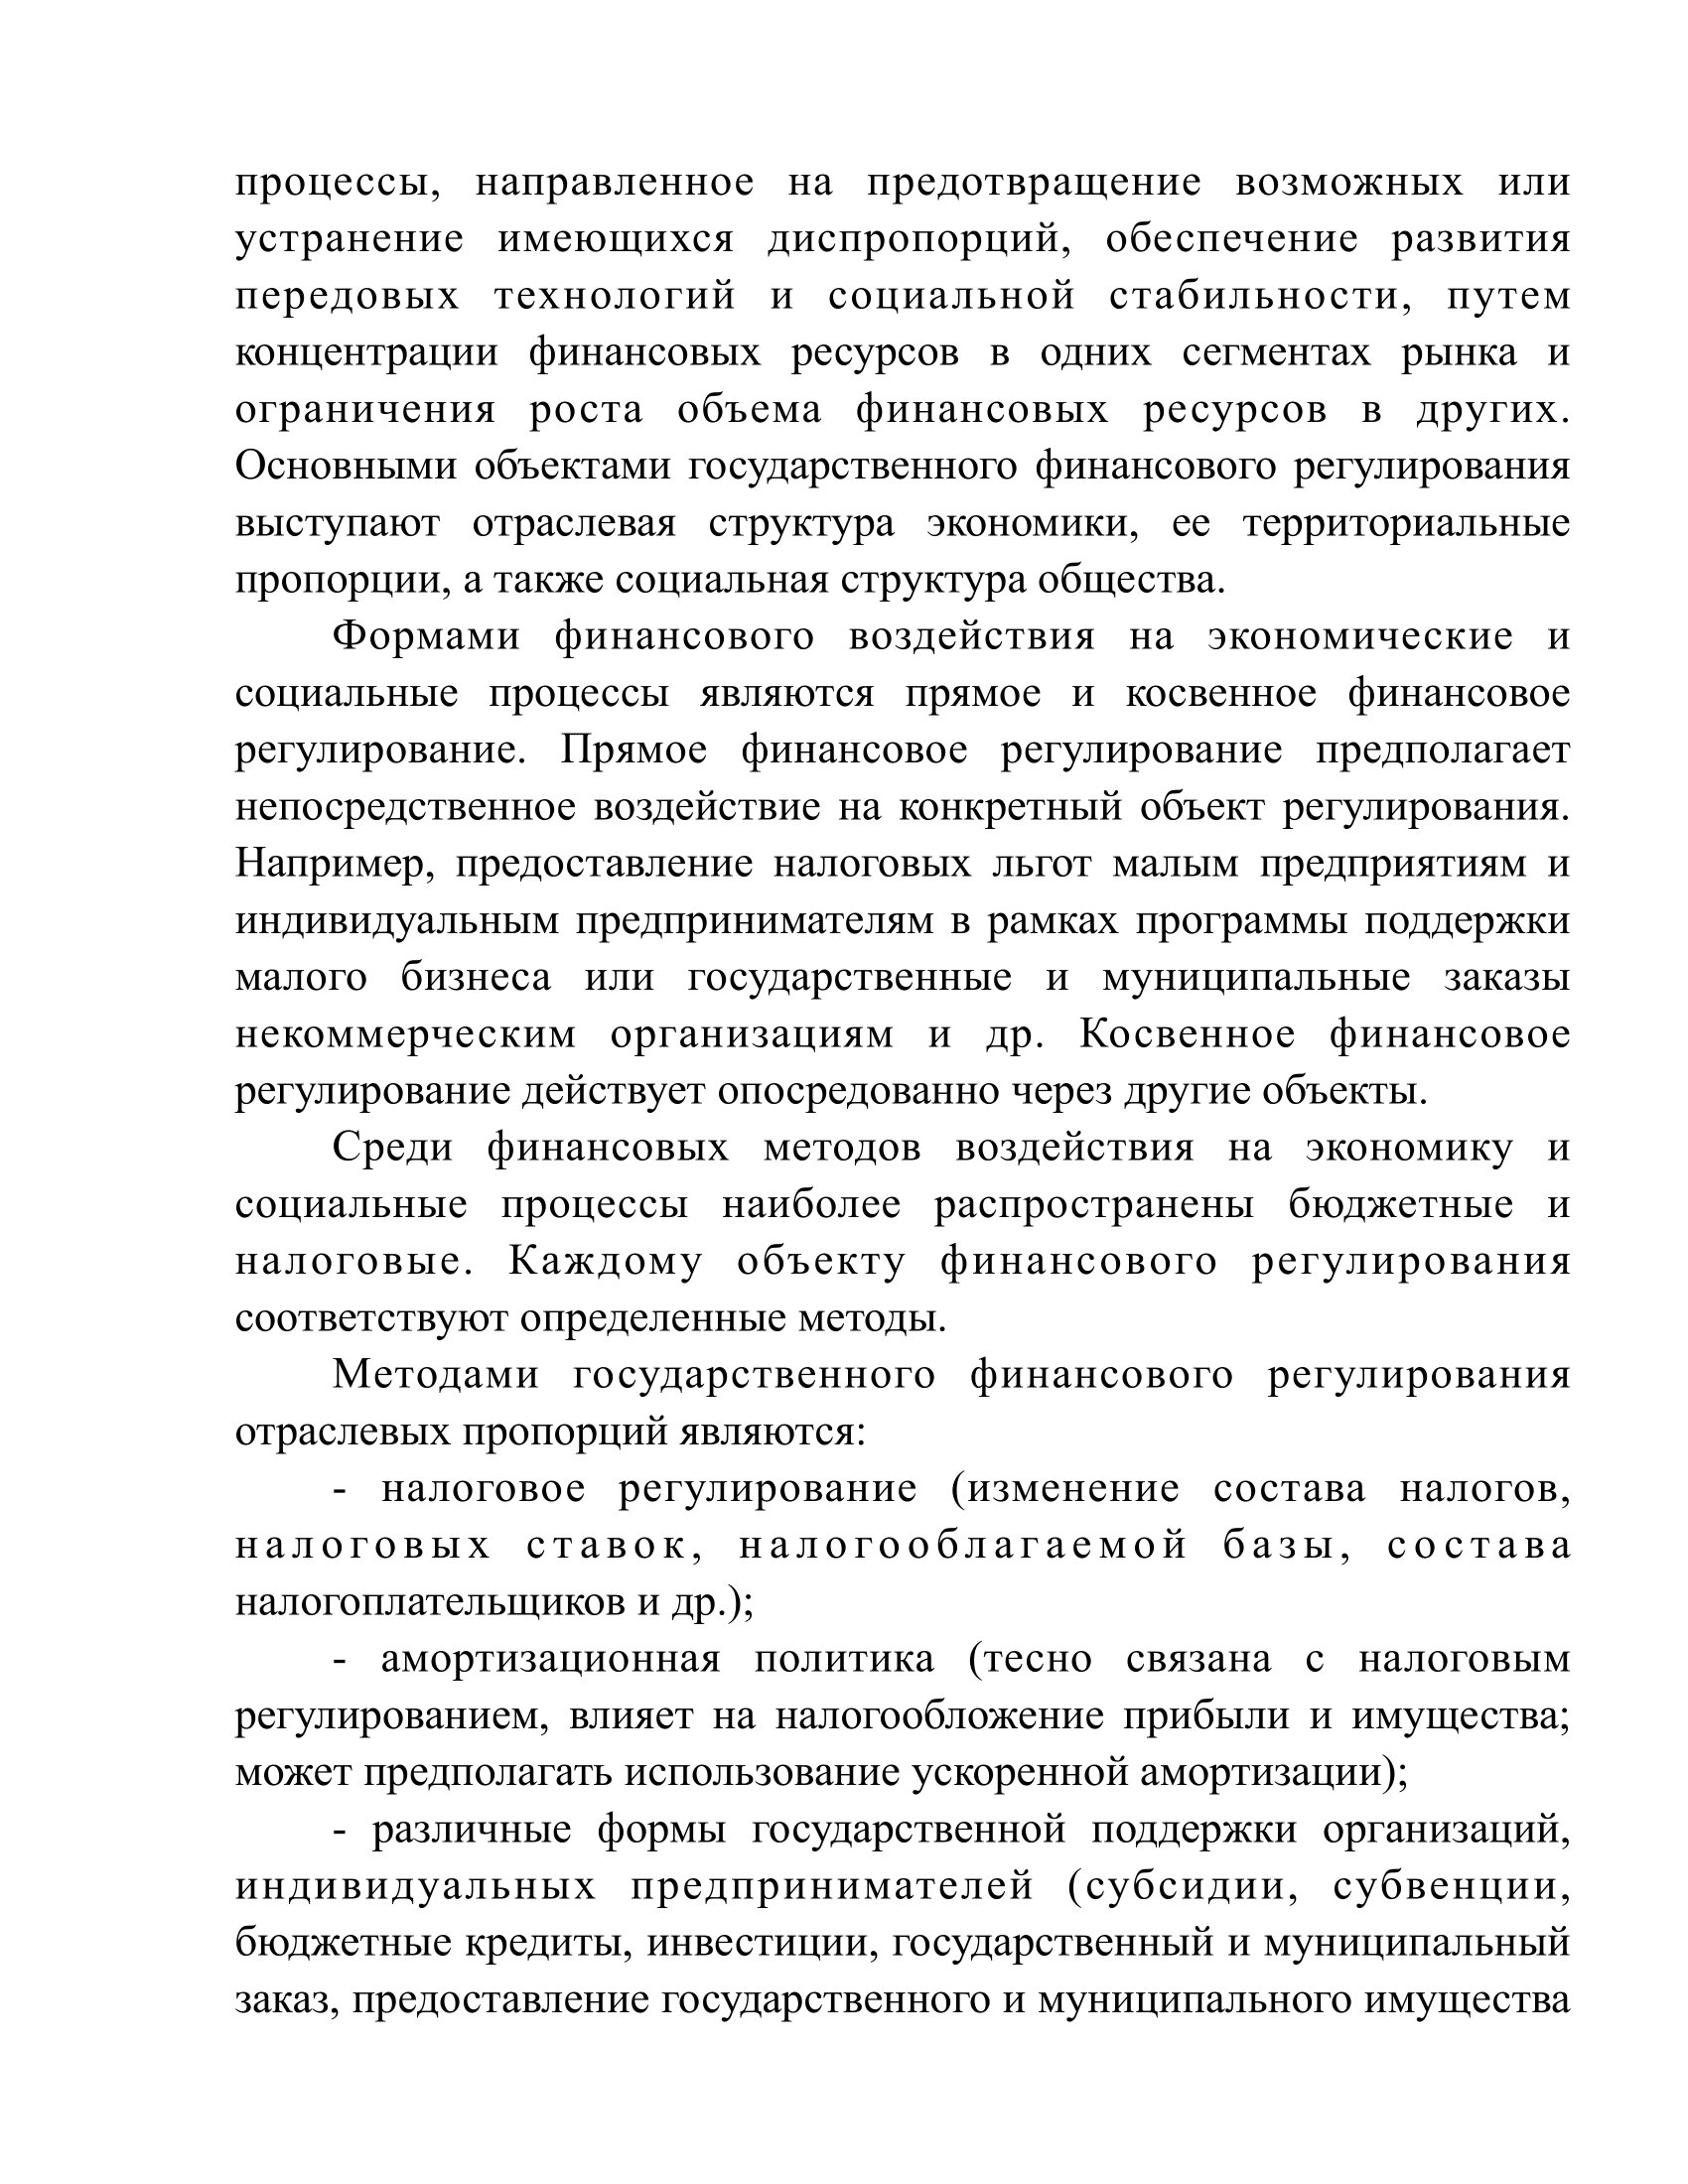 процессы, направленное на предотвращение возможных или
устранение имеющихся диспропорций, обеспечение развития
передовых технологий и социальной стабильности, путем
концентрации финансовых ресурсов в одних сегментах рынка и
ограничения роста объема финансовых ресурсов в других.
Основными объектами государственного финансового регулирования
выступают отраслевая структура экономики, ее территориальные
пропорции, а также социальная структура общества.
Формами финансового воздействия на экономические и
социальные процессы являются прямое и косвенное финансовое
регулирование. Прямое финансовое регулирование предполагает
непосредственное воздействие на конкретный объект регулирования.
Например, предоставление налоговых льгот малым предприятиям и
индивидуальным предпринимателям в рамках программы поддержки
малого бизнеса или государственные и муниципальные заказы
некоммерческим организациям и др. Косвенное финансовое
регулирование действует опосредованно через другие объекты.
Среди финансовых методов воздействия на экономику и
социальные процессы наиболее распространены бюджетные и
налоговые. Каждому объекту финансового регулирования
соответствуют определенные методы.
Методами государственного финансового регулирования
отраслевых пропорций являются:
- налоговое регулирование (изменение состава налогов,
налоговых ставок, налогооблагаемой базы, состава
налогоплательщиков и др.);
- амортизационная политика (тесно связана с налоговым
регулированием, влияет на налогообложение прибыли и имущества;
может предполагать использование ускоренной амортизации);
- различные формы государственной поддержки организаций,
индивидуальных предпринимателей (субсидии, субвенции,
бюджетные кредиты, инвестиции, государственный и муниципальный
заказ, предоставление государственного и муниципального имущества